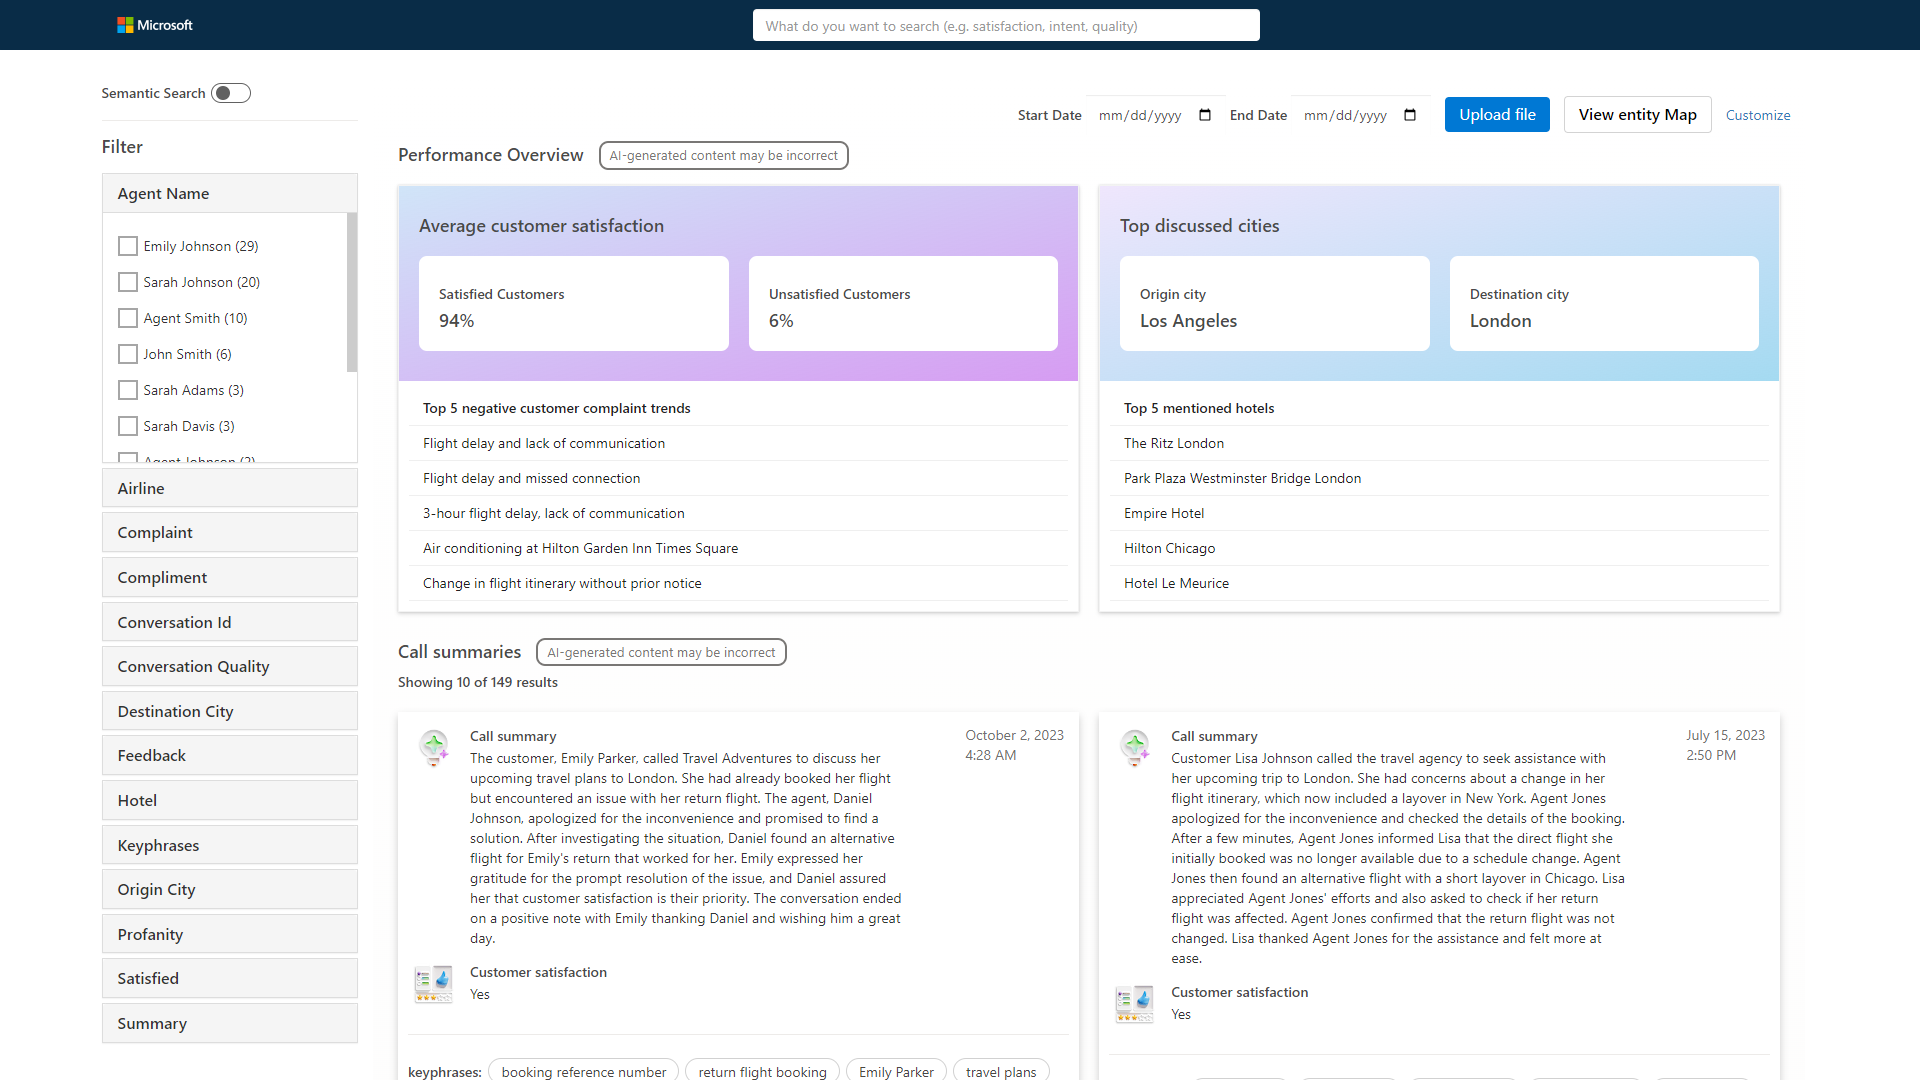 Microsoft
What do you want to search (e.g. satisfaction, intent, quality)
Semantic Search
Start Date mm/dd/yyyy End Date mm/dd/yyyy Upload file View entity Map Customize
Filter
Agent Name
Emily Johnson (29)
Sarah Johnson (20)
Agent Smith (10)
John Smith (6)
Sarah Adams (3)
Sarah Davis (3)
Agent Johnson (2)
Airline
Complaint
Compliment
Conversation Id
Conversation Quality
Destination City
Feedback
Hotel
Keyphrases
Origin City
Profanity
Satisfied
Summary
Performance Overview AI-generated content may be incorrect
Average customer satisfaction
Satisfied Customers
94%
Unsatisfied Customers
6%
Top 5 negative customer complaint trends
Flight delay and lack of communication
Flight delay and missed connection
3-hour flight delay, lack of communication
Air conditioning at Hilton Garden Inn Times Square
Change in flight itinerary without prior notice
Top discussed cities
Origin city
Los Angeles
Destination city
London
Top 5 mentioned hotels
The Ritz London
Park Plaza Westminster Bridge London
Empire Hotel
Hilton Chicago
Hotel Le Meurice
Call summaries AI-generated content may be incorrect
Showing 10 of 149 results
Call summary
October 2, 2023
4:28 AM
The customer, Emily Parker, called Travel Adventures to discuss her
upcoming travel plans to London. She had already booked her flight
but encountered an issue with her return flight. The agent, Daniel
Johnson, apologized for the inconvenience and promised to find a
solution. After investigating the situation, Daniel found an alternative
flight for Emily's return that worked for her. Emily expressed her
gratitude for the prompt resolution of the issue, and Daniel assured
her that customer satisfaction is their priority. The conversation ended
on a positive note with Emily thanking Daniel and wishing him a great
day.
Customer satisfaction
Yes
keyphrases: booking reference number return flight booking Emily Parker travel plans
Call summary
July 15, 2023
2:50 PM
Customer Lisa Johnson called the travel agency to seek assistance with
her upcoming trip to London. She had concerns about a change in her
flight itinerary, which now included a layover in New York. Agent Jones
apologized for the inconvenience and checked the details of the booking.
After a few minutes, Agent Jones informed Lisa that the direct flight she
initially booked was no longer available due to a schedule change. Agent
Jones then found an alternative flight with a short layover in Chicago. Lisa
appreciated Agent Jones' efforts and also asked to check if her return
flight was affected. Agent Jones confirmed that the return flight was not
changed. Lisa thanked Agent Jones for the assistance and felt more at
ease.
Customer satisfaction
Yes